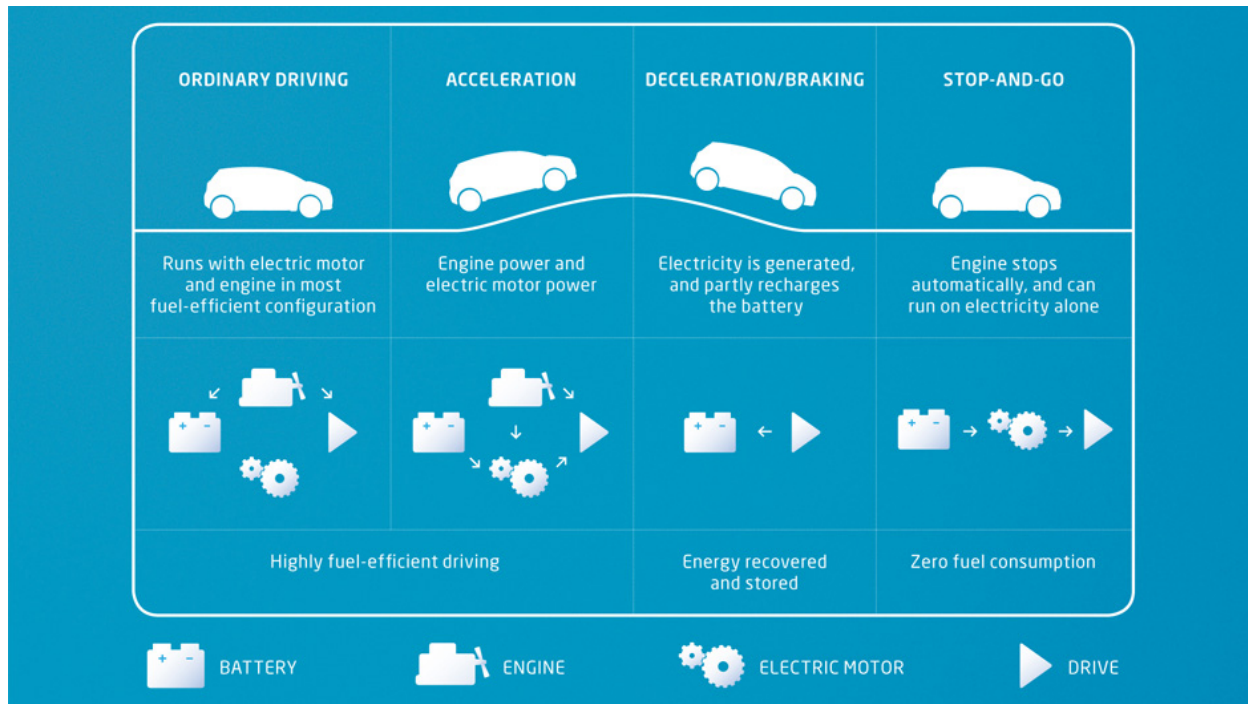 ORDINARY DRIVING
ACCELERATION
DECELERATION/BRAKING
STOP-AND-GO
Runs with electric motor
and engine in most
fuel-efficient configuration
Engine power and
electric motor power
Electricity is generated,
and partly recharges
the battery
Engine stops
automatically, and can
run on electricity alone
+ -
+ -
+ -
+ -
Highly fuel-efficient driving
Energy recovered
and stored
Zero fuel consumption
+ -
BATTERY
ENGINE
ELECTRIC MOTOR
DRIVE